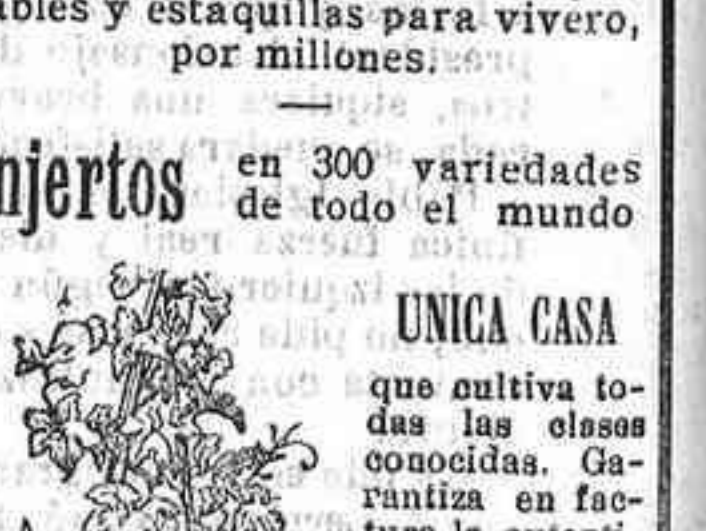 ables y estaquillas para vivero,
por millones.
njertos en 300 variedades
de todo el mundo
UNICA CASA
que cultiva to-
das las clases
conocidas. Ga-
rantiza en fac-